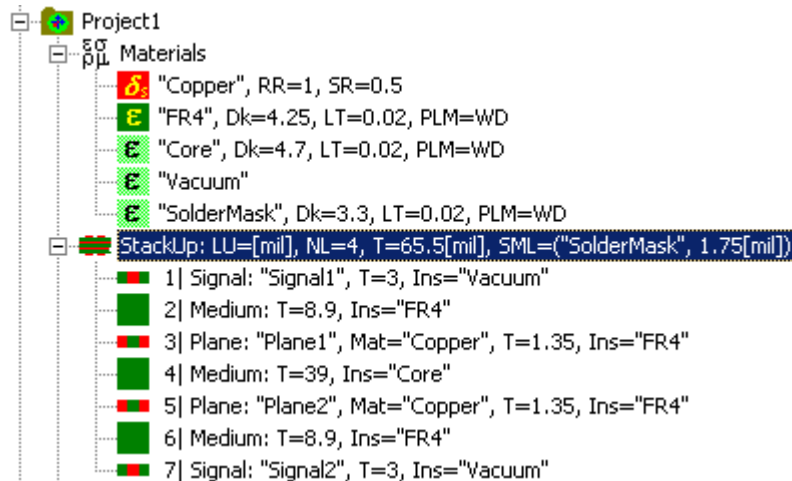 Project1
εσ
ρμ Materials
δs "Copper", RR=1, SR=0.5
ε "FR4", Dk=4.25, LT=0.02, PLM=WD
ε "Core", Dk=4.7, LT=0.02, PLM=WD
ε "Vacuum"
ε "SolderMask", Dk=3.3, LT=0.02, PLM=WD
StackUp: LU=[mil], NL=4, T=65.5[mil], SML=("SolderMask", 1.75[mil])
1| Signal: "Signal1", T=3, Ins="Vacuum"
2| Medium: T=8.9, Ins="FR4"
3| Plane: "Plane1", Mat="Copper", T=1.35, Ins="FR4"
4| Medium: T=39, Ins="Core"
5| Plane: "Plane2", Mat="Copper", T=1.35, Ins="FR4"
6| Medium: T=8.9, Ins="FR4"
7| Signal: "Signal2", T=3, Ins="Vacuum"